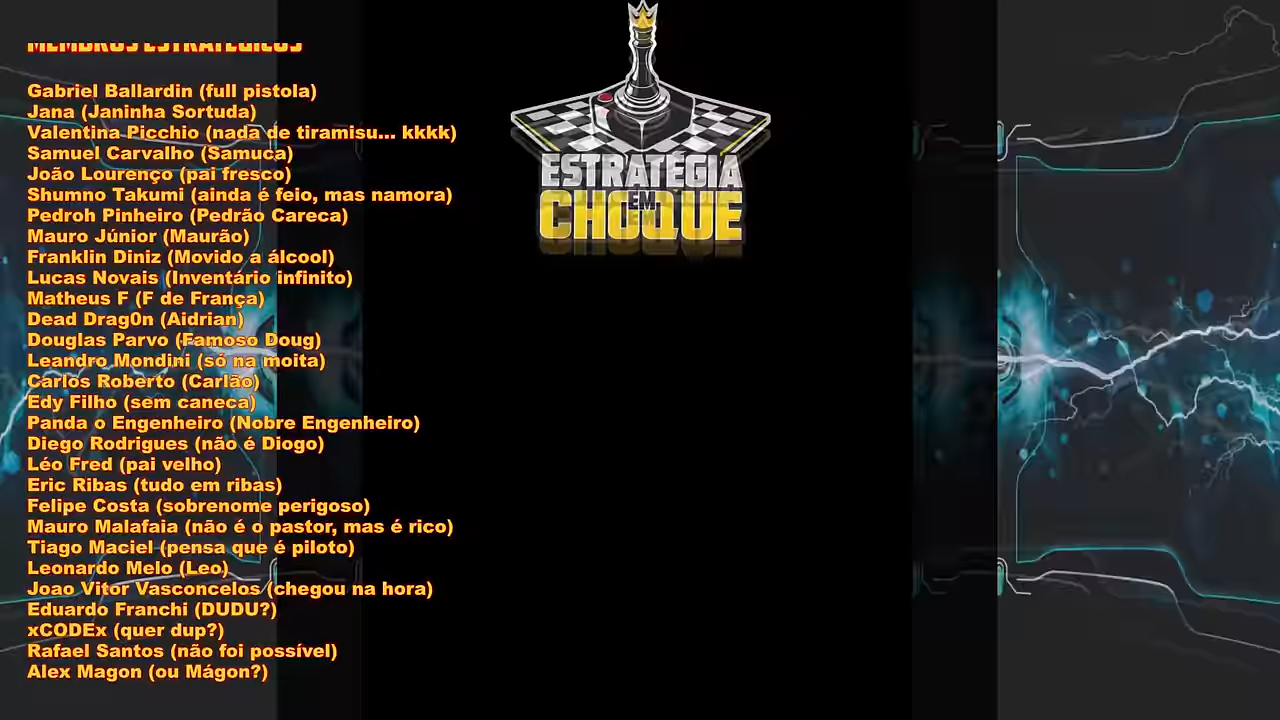 MEMBROS ESTRATÉGICOS
Gabriel Ballardin (full pistola)
Jana (Janinha Sortuda)
Valentina Picchio (nada de tiramisu... kkkk)
Samuel Carvalho (Samuca)
João Lourenço (pai fresco)
Shumno Takumi (ainda é feio, mas namora)
Pedroh Pinheiro (Pedrão Careca)
Mauro Júnior (Maurão)
Franklin Diniz (Movido a álcool)
Lucas Novais (Inventário infinito)
Matheus F (F de França)
Dead Drag0n (Aidrian)
Douglas Parvo (Famoso Doug)
Leandro Mondini (só na moita)
Carlos Roberto (Carlão)
Edy Filho (sem caneca)
Panda o Engenheiro (Nobre Engenheiro)
Diego Rodrigues (não é Diogo)
Léo Fred (pai velho)
Eric Ribas (tudo em ribas)
Felipe Costa (sobrenome perigoso)
Mauro Malafaia (não é o pastor, mas é rico)
Tiago Maciel (pensa que é piloto)
Leonardo Melo (Leo)
Joao Vitor Vasconcelos (chegou na hora)
Eduardo Franchi (DUDU?)
xCODEx (quer dup?)
Rafael Santos (não foi possível)
Alex Magon (ou Mágon?)
ESTRATÉGIA
EM
CHOQUE